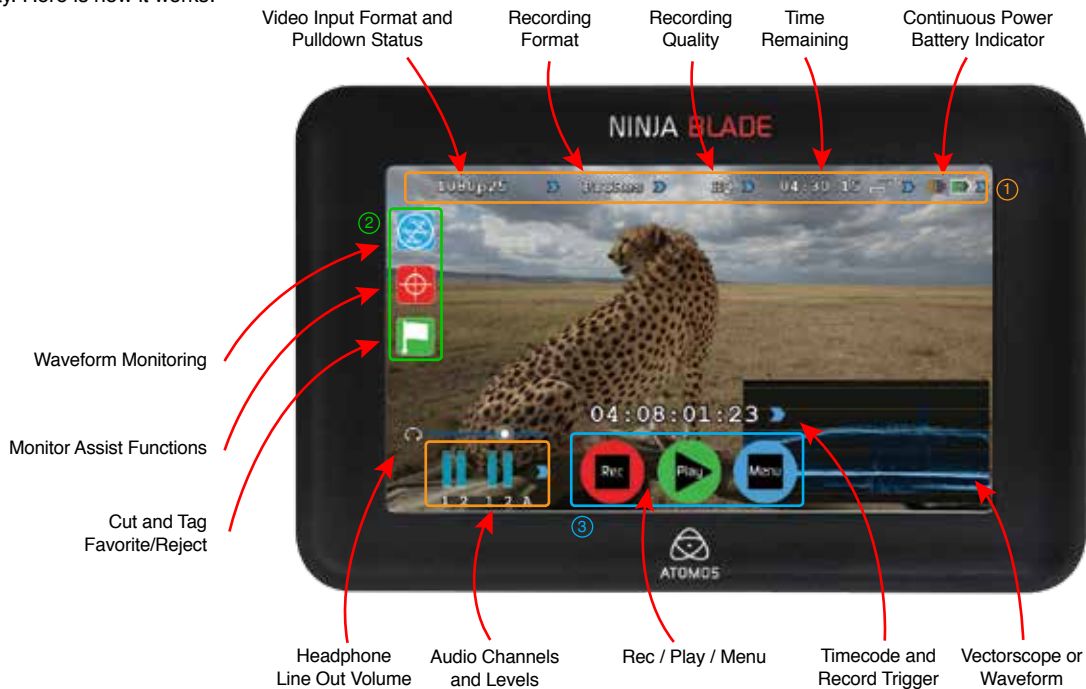 y. Here is how it works:
Video Input Format and
Pulldown Status
Recording
Format
Recording
Quality
Time
Remaining
Continuous Power
Battery Indicator
NINJA BLADE
1080p25 ProRes HQ 04:30:15
①
②
Waveform Monitoring
Monitor Assist Functions
Cut and Tag
Favorite/Reject
04:08:01:23
Rec Play Menu
1 2 1 2 A
③
ATOMOS
Headphone
Line Out Volume
Audio Channels
and Levels
Rec / Play / Menu
Timecode and
Record Trigger
Vectorscope or
Waveform